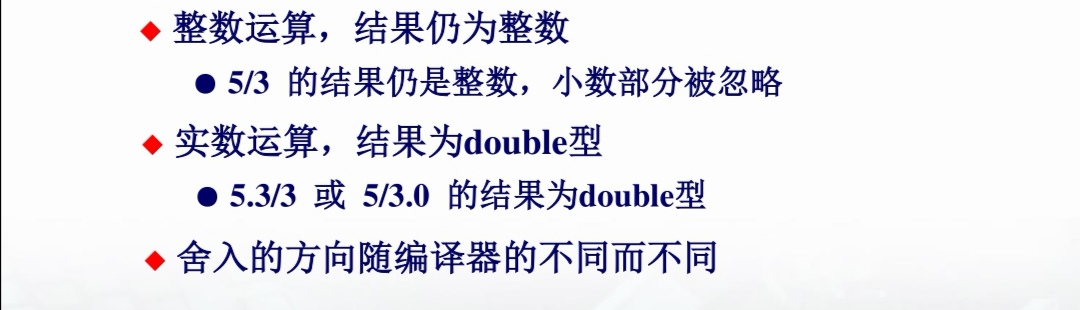 整数运算，结果仍为整数
5/3 的结果仍是整数，小数部分被忽略
实数运算，结果为double型
5.3/3 或 5/3.0 的结果为double型
舍入的方向随编译器的不同而不同